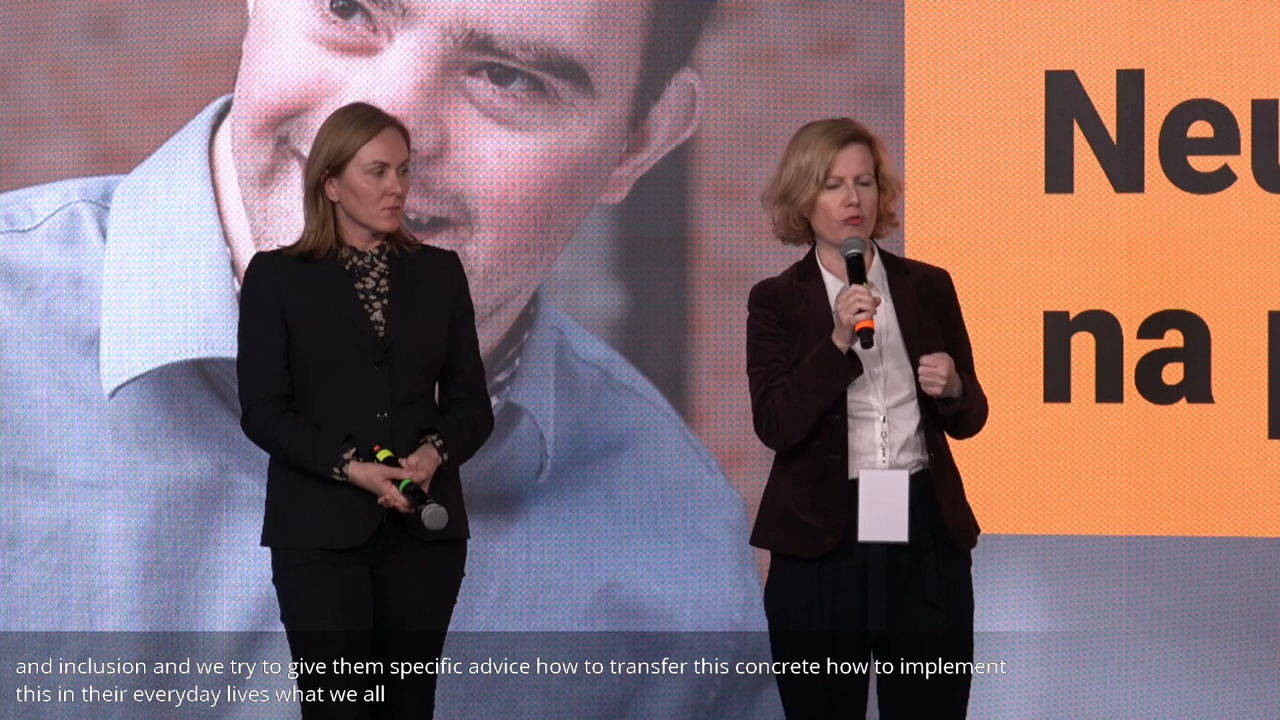 Neu
na p
and inclusion and we try to give them specific advice how to transfer this concrete how to implement
this in their everyday lives what we all